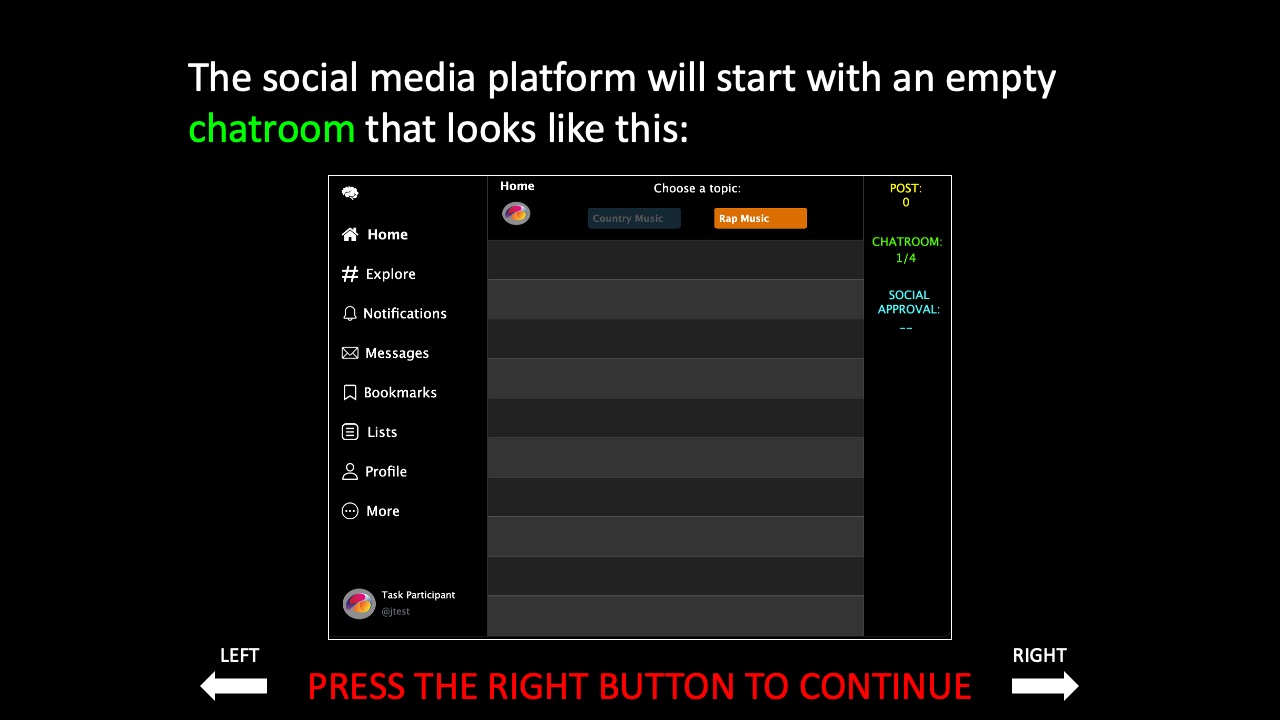 The social media platform will start with an empty
chatroom that looks like this:
Home
Explore
Notifications
Messages
Bookmarks
Lists
Profile
More
Task Participant
@jtest
Home
Choose a topic:
Country Music
Rap Music
POST:
0
CHATROOM:
1/4
SOCIAL
APPROVAL:
--
LEFT
PRESS THE RIGHT BUTTON TO CONTINUE
RIGHT